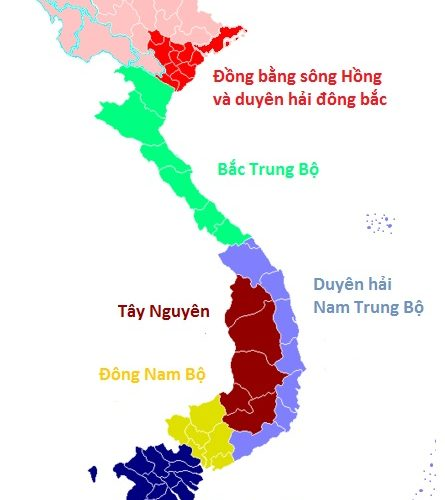 Đồng bằng sông Hồng
và duyên hải đông bắc
Bắc Trung Bộ
Duyên hải
Nam Trung Bộ
Tây Nguyên
Đông Nam Bộ